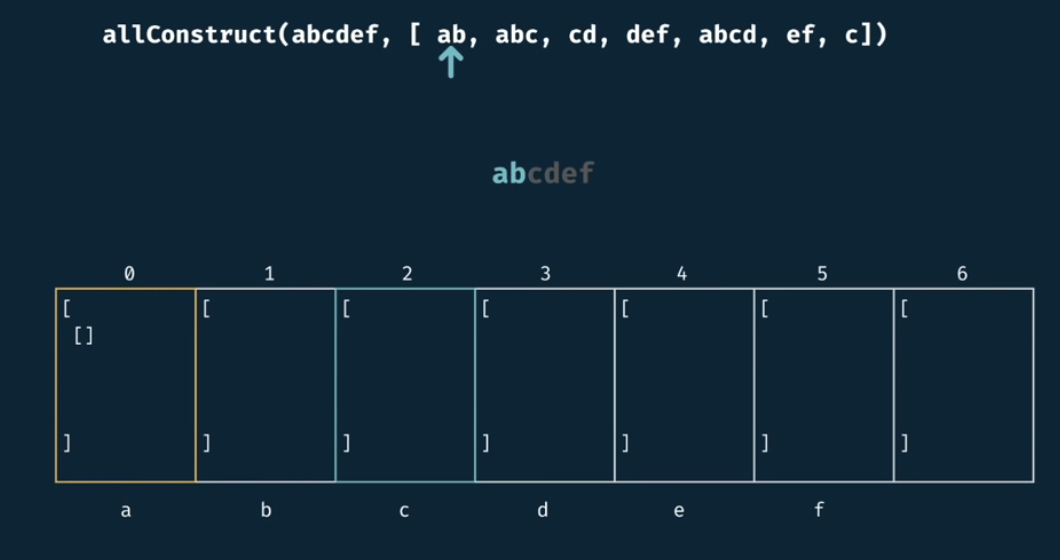 allConstruct(abcdef, [ ab, abc, cd, def, abcd, ef, c])
abcdef
0 1 2 3 4 5 6
[ [ [ [ [ [ [
[]
] ] ] ] ] ] ]
a b c d e f